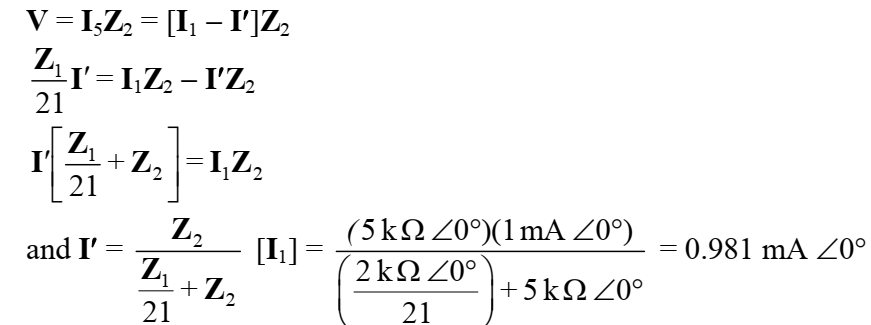 V = I₅Z₂ = [I₁ – I′]Z₂
Z₁/21 I′ = I₁Z₂ – I′Z₂
I′[Z₁/21 + Z₂] = I₁Z₂
and I′ = Z₂/(Z₁/21 + Z₂) [I₁] = (5 kΩ ∠0°)(1 mA ∠0°)/((2 kΩ ∠0°/21) + 5 kΩ ∠0°) = 0.981 mA ∠0°